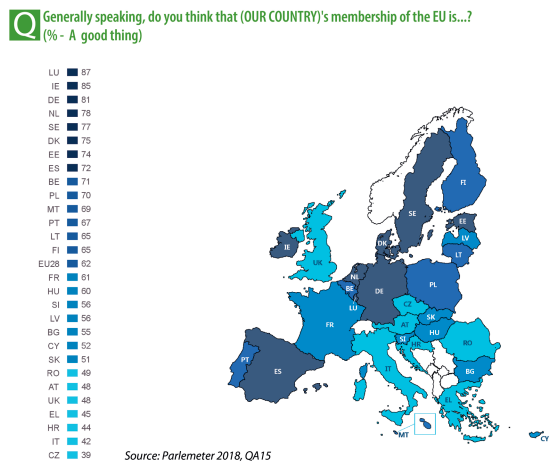 Q Generally speaking, do you think that (OUR COUNTRY)'s membership of the EU is...?
(% - A good thing)
LU 87
IE 85
DE 81
NL 78
SE 77
DK 75
EE 74
ES 72
BE 71
PL 70
MT 69
PT 67
LT 65
FI 65
EU28 62
FR 61
HU 60
SI 56
LV 56
BG 55
CY 52
SK 51
RO 49
AT 48
UK 48
EL 45
HR 44
IT 42
CZ 39
FI
SE
EE
LV
LT
DK
IE
UK
NL
BE
DE
PL
LU
CZ
SK
FR
AT
HU
SI
HR
RO
IT
BG
PT
ES
EL
MT
CY
Source: Parlemeter 2018, QA15